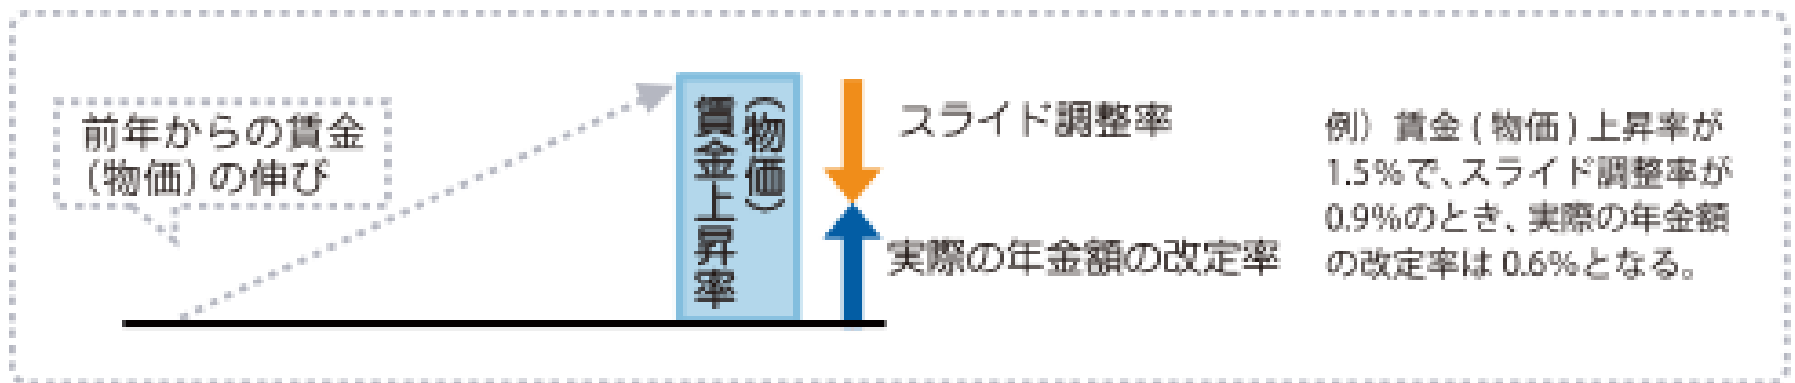 前年からの賃金
（物価）の伸び
賃金上昇率
（物価）
スライド調整率
実際の年金額の改定率
例）賃金（物価）上昇率が
1.5％で、スライド調整率が
0.9％のとき、実際の年金額
の改定率は 0.6％となる。